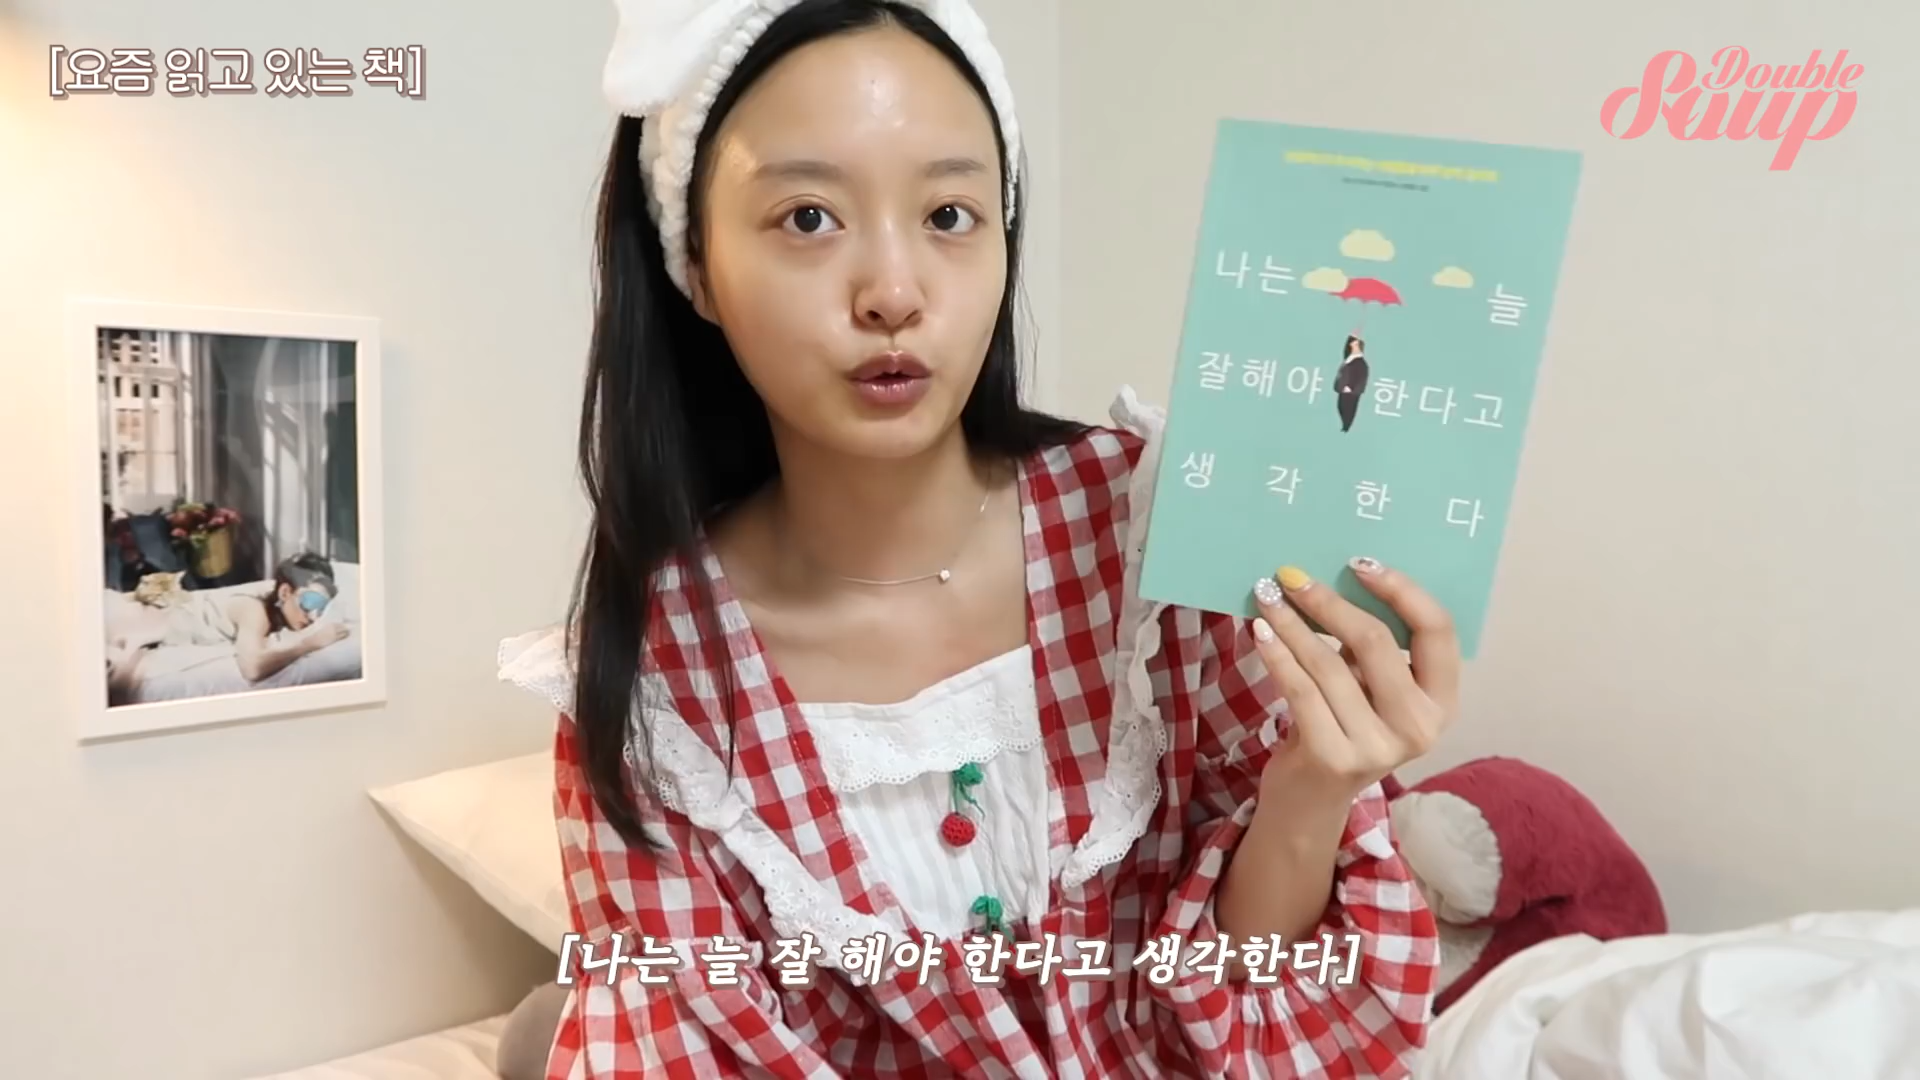 [요즘 읽고 있는 책]
Double
Soup
나는 늘
잘해야 한다고
생각한다
[나는 늘 잘 해야 한다고 생각한다]